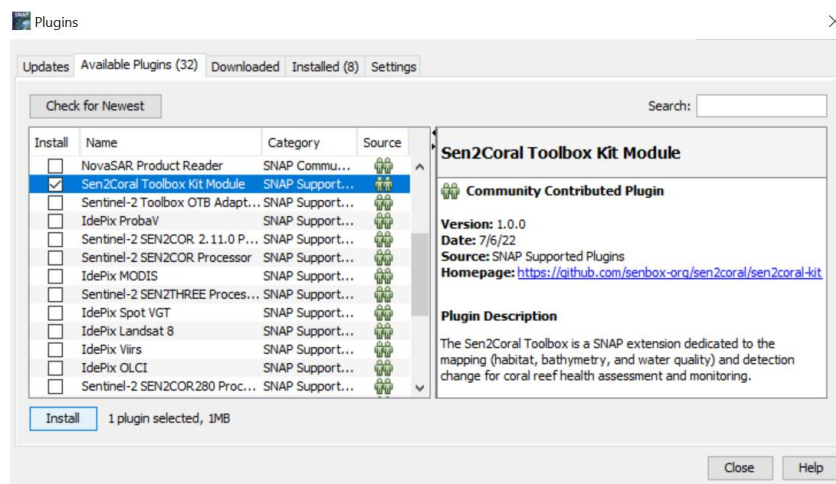 Plugins
Updates Available Plugins (32) Downloaded Installed (8) Settings
Check for Newest
Search:
Install Name Category Source
NovaSAR Product Reader SNAP Commu...
Sen2Coral Toolbox Kit Module SNAP Support...
Sentinel-2 Toolbox OTB Adapt... SNAP Support...
IdePix ProbaV SNAP Support...
Sentinel-2 SEN2COR 2.11.0 P... SNAP Support...
Sentinel-2 SEN2COR Processor SNAP Support...
IdePix MODIS SNAP Support...
Sentinel-2 SEN2THREE Proces... SNAP Support...
IdePix Spot VGT SNAP Support...
IdePix Landsat 8 SNAP Support...
IdePix Viirs SNAP Support...
IdePix OLCI SNAP Support...
Sentinel-2 SEN2COR280 Proc... SNAP Support...
Sen2Coral Toolbox Kit Module
Community Contributed Plugin
Version: 1.0.0
Date: 7/6/22
Source: SNAP Supported Plugins
Homepage: https://github.com/senbox-org/sen2coral/sen2coral-kit
Plugin Description
The Sen2Coral Toolbox is a SNAP extension dedicated to the
mapping (habitat, bathymetry, and water quality) and detection
change for coral reef health assessment and monitoring.
Install 1 plugin selected, 1MB
Close Help